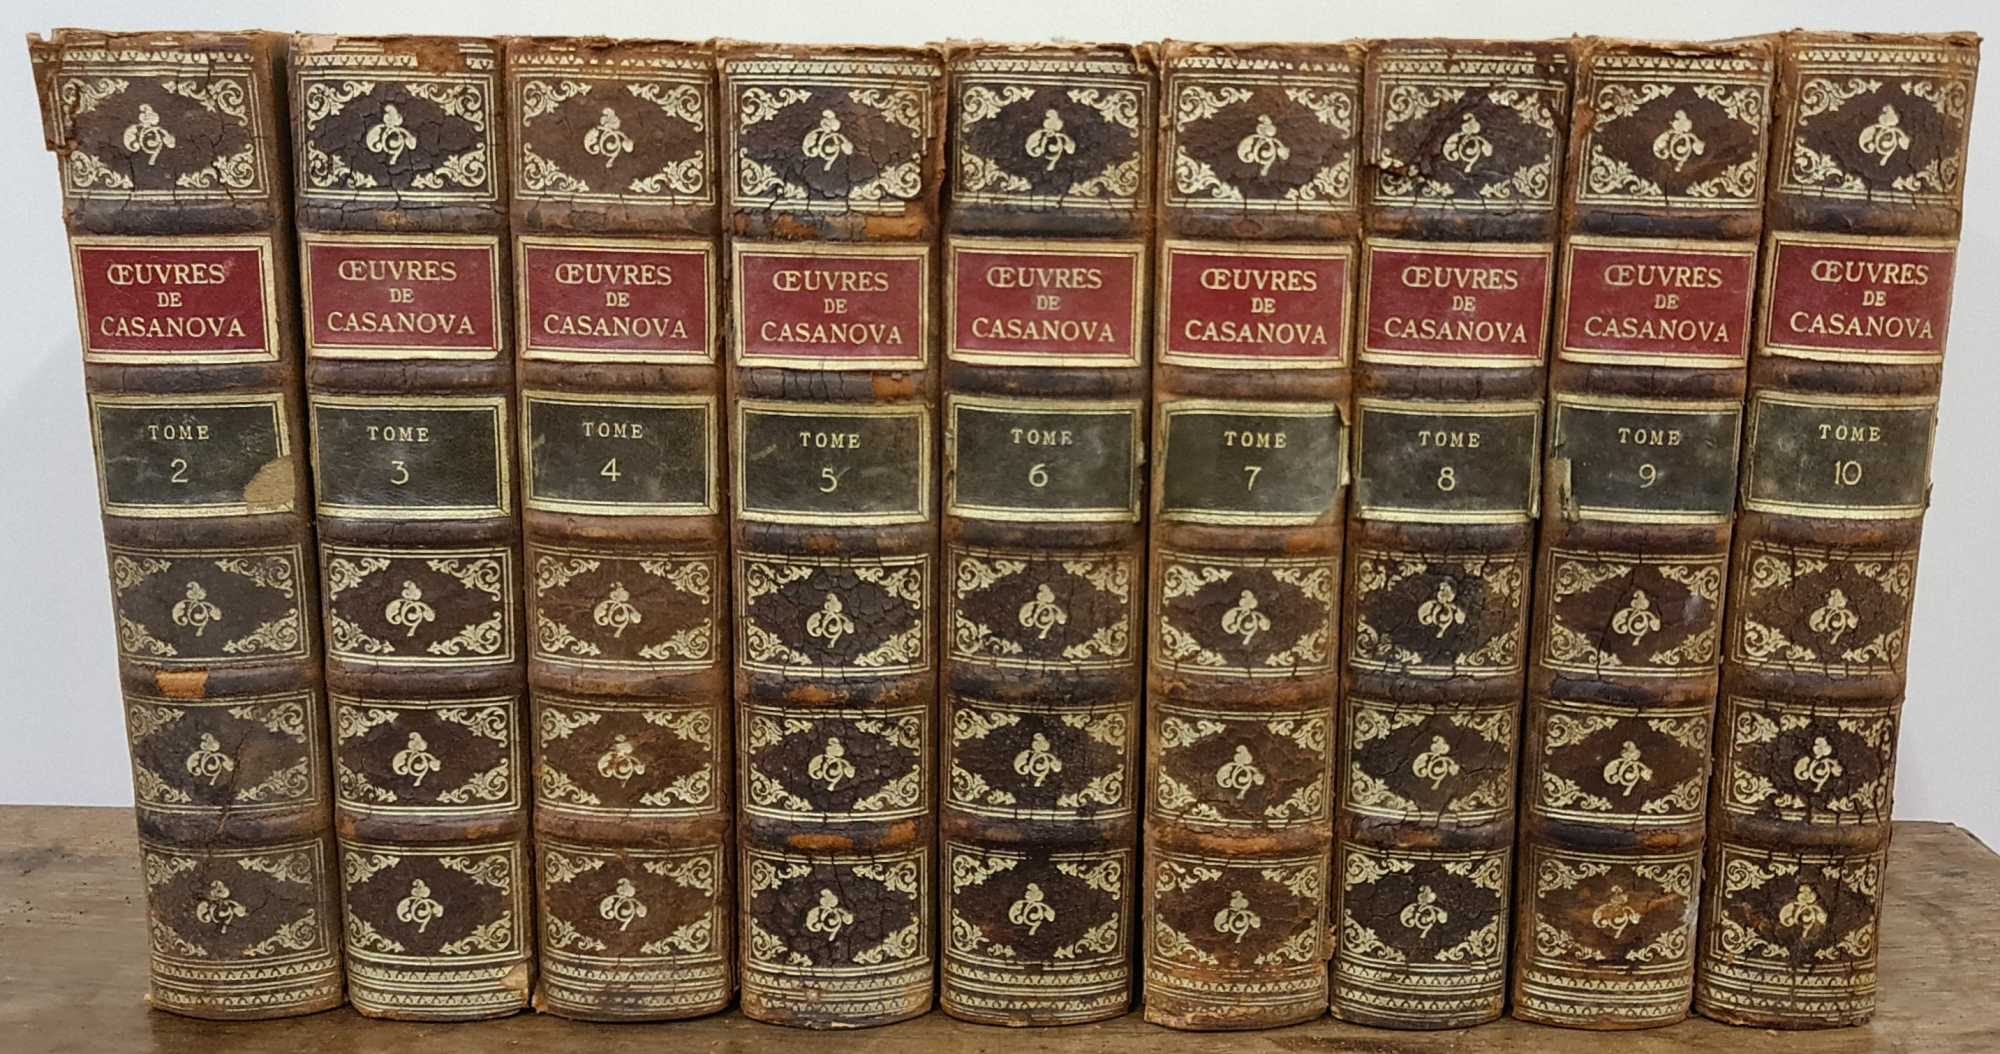 ŒUVRES
DE
CASANOVA
TOME
2
ŒUVRES
DE
CASANOVA
TOME
3
ŒUVRES
DE
CASANOVA
TOME
4
ŒUVRES
DE
CASANOVA
TOME
5
ŒUVRES
DE
CASANOVA
TOME
6
ŒUVRES
DE
CASANOVA
TOME
7
ŒUVRES
DE
CASANOVA
TOME
8
ŒUVRES
DE
CASANOVA
TOME
9
ŒUVRES
DE
CASANOVA
TOME
10